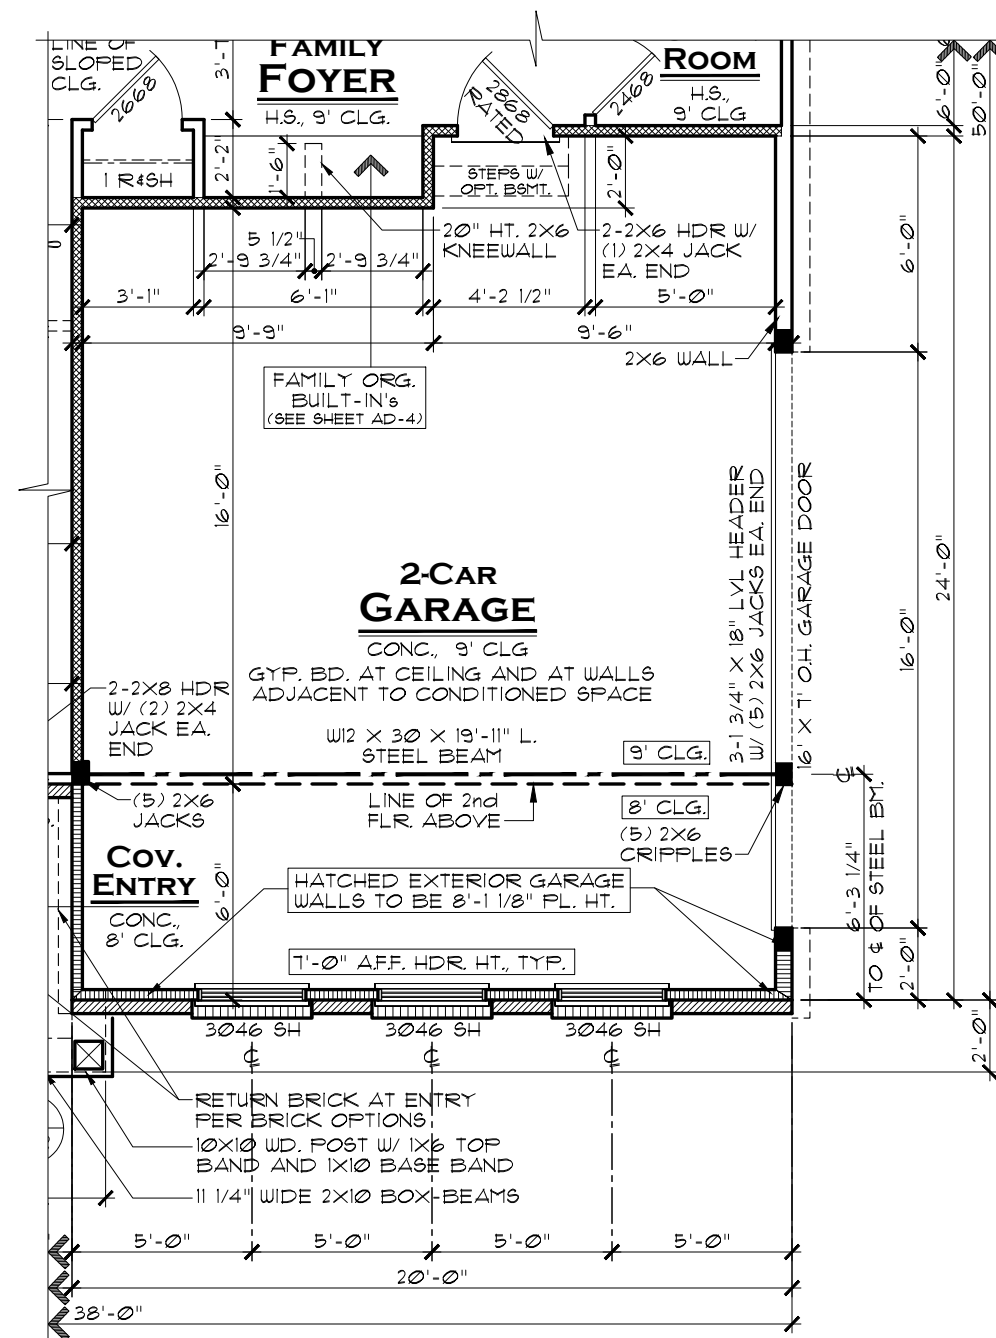 LINE OF
SLOPED
CLG.
2668
3'-
FAMILY
FOYER
H.S., 9' CLG.
2868
RATED
2468
ROOM
H.S.,
9' CLG
6'-0"
50'-0"
2'-2"
1'-6"
1 R&SH
STEPS W/
OPT. BSMT.
2'-0"
20" HT. 2X6
KNEEWALL
2-2X6 HDR W/
(1) 2X4 JACK
EA. END
6'-0"
5 1/2"
2'-9 3/4"
2'-9 3/4"
3'-1"
6'-1"
4'-2 1/2"
5'-0"
9'-9"
9'-6"
2X6 WALL
FAMILY ORG.
BUILT-IN's
(SEE SHEET AD-4)
16'-0"
3-1 3/4" X 18" LVL HEADER
W/ (5) 2X6 JACKS EA. END
16' X 7' O.H. GARAGE DOOR
24'-0"
16'-0"
2-CAR
GARAGE
CONC., 9' CLG
GYP. BD. AT CEILING AND AT WALLS
ADJACENT TO CONDITIONED SPACE
2-2X8 HDR
W/ (2) 2X4
JACK EA.
END
W12 X 30 X 19'-11" L.
STEEL BEAM
9' CLG.
(5) 2X6
JACKS
LINE OF 2nd
FLR. ABOVE
8' CLG.
(5) 2X6
CRIPPLES
℄
6'-3 1/4"
TO ℄ OF STEEL BM.
COV.
ENTRY
CONC.,
8' CLG.
6'-0"
HATCHED EXTERIOR GARAGE
WALLS TO BE 8'-1 1/8" PL. HT.
7'-0" A.F.F. HDR. HT., TYP.
2'-0"
3046 SH
3046 SH
3046 SH
℄
℄
℄
2'-0"
RETURN BRICK AT ENTRY
PER BRICK OPTIONS
10X10 WD. POST W/ 1X6 TOP
BAND AND 1X10 BASE BAND
11 1/4" WIDE 2X10 BOX-BEAMS
5'-0"
5'-0"
5'-0"
5'-0"
20'-0"
38'-0"